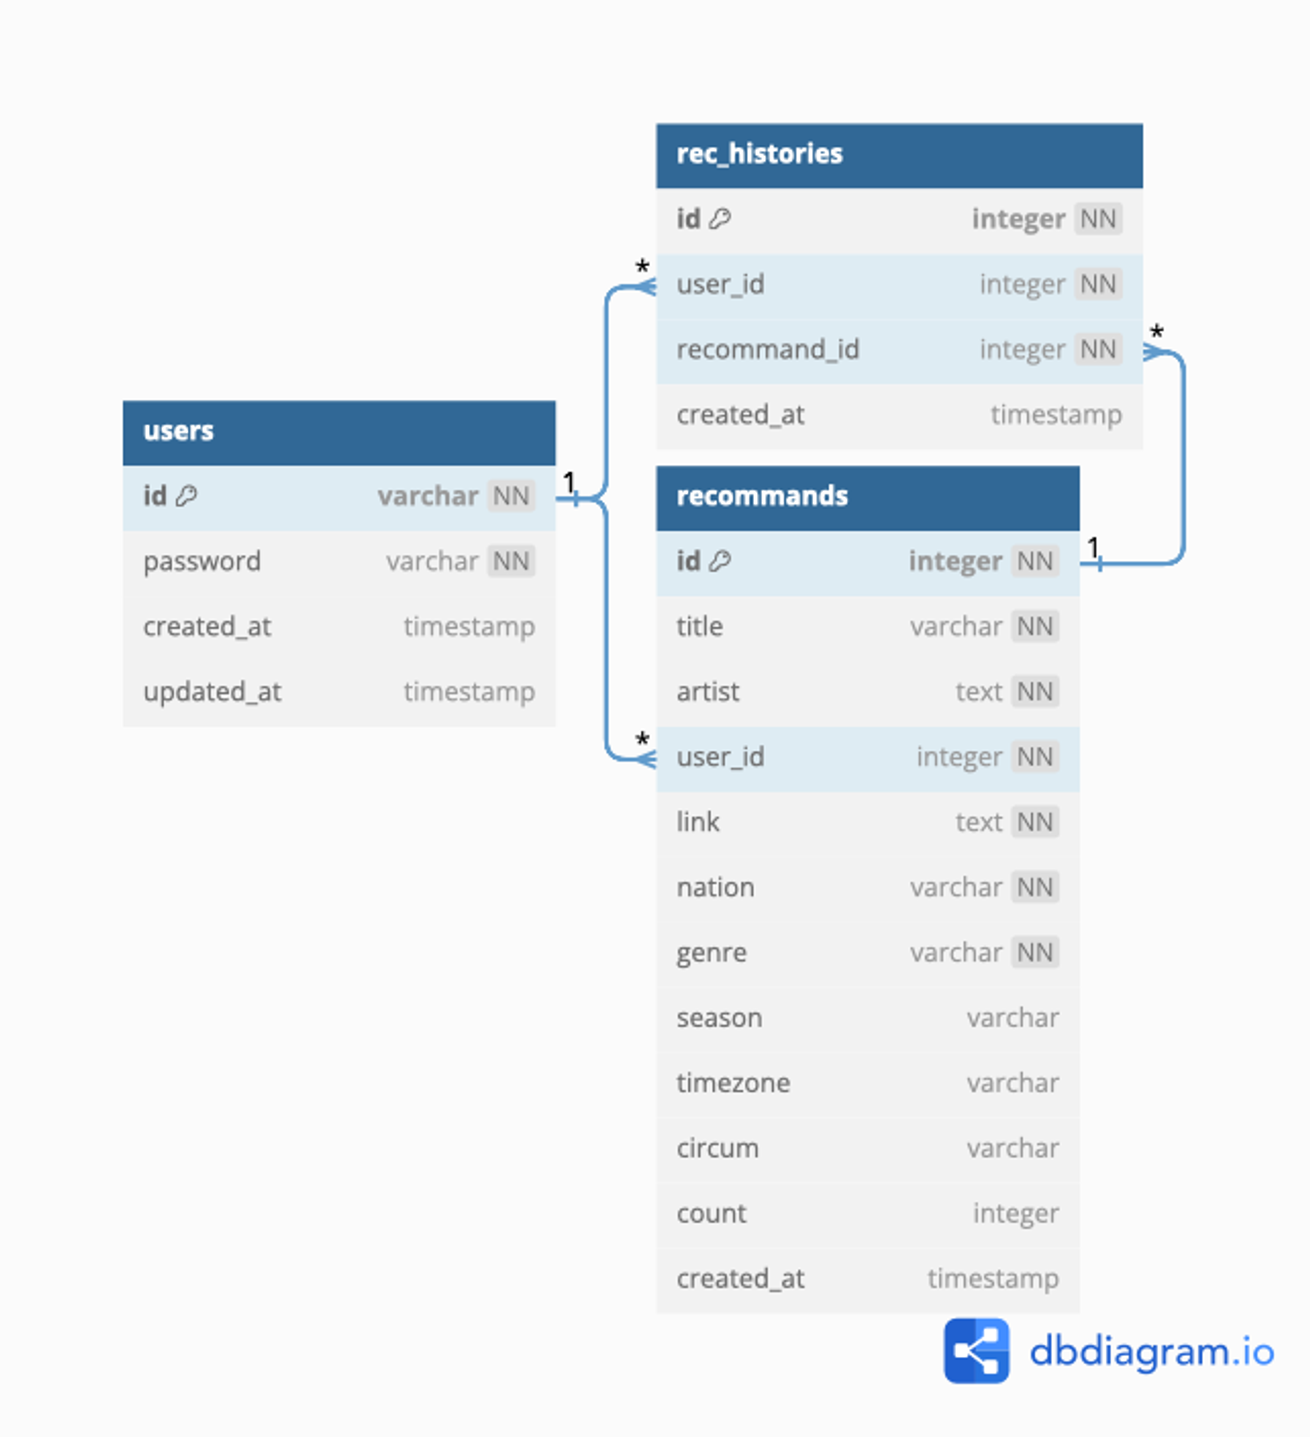 rec_histories
id integer NN
* user_id integer NN
recommand_id integer NN *
created_at timestamp
users
id varchar NN 1
password varchar NN
created_at timestamp
updated_at timestamp
recommands
id integer NN 1
title varchar NN
artist text NN
* user_id integer NN
link text NN
nation varchar NN
genre varchar NN
season varchar
timezone varchar
circum varchar
count integer
created_at timestamp
dbdiagram.io